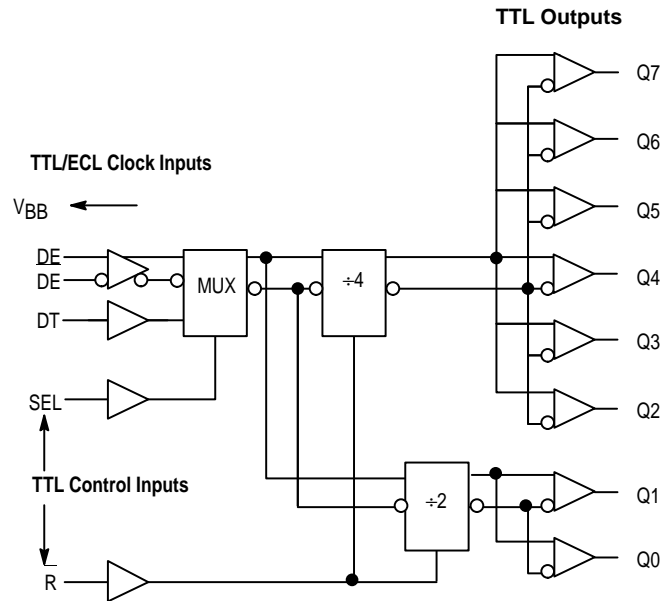 TTL Outputs
Q7
Q6
TTL/ECL Clock Inputs
VBB
Q5
DE
DE
MUX
÷4
Q4
DT
Q3
SEL
Q2
TTL Control Inputs
÷2
Q1
R
Q0